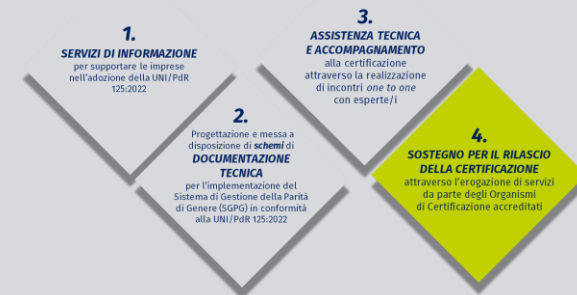 1.
SERVIZI DI INFORMAZIONE
per supportare le imprese
nell'adozione della UNI/PdR
125:2022
2.
Progettazione e messa a
disposizione di schemi di
DOCUMENTAZIONE
TECNICA
per l'implementazione del
Sistema di Gestione della Parità
di Genere (SGPG) in conformità
alla UNI/PdR 125:2022
3.
ASSISTENZA TECNICA
E ACCOMPAGNAMENTO
alla certificazione
attraverso la realizzazione
di incontri one to one
con esperte/i
4.
SOSTEGNO PER IL RILASCIO
DELLA CERTIFICAZIONE
attraverso l'erogazione di servizi
da parte degli Organismi
di Certificazione accreditati